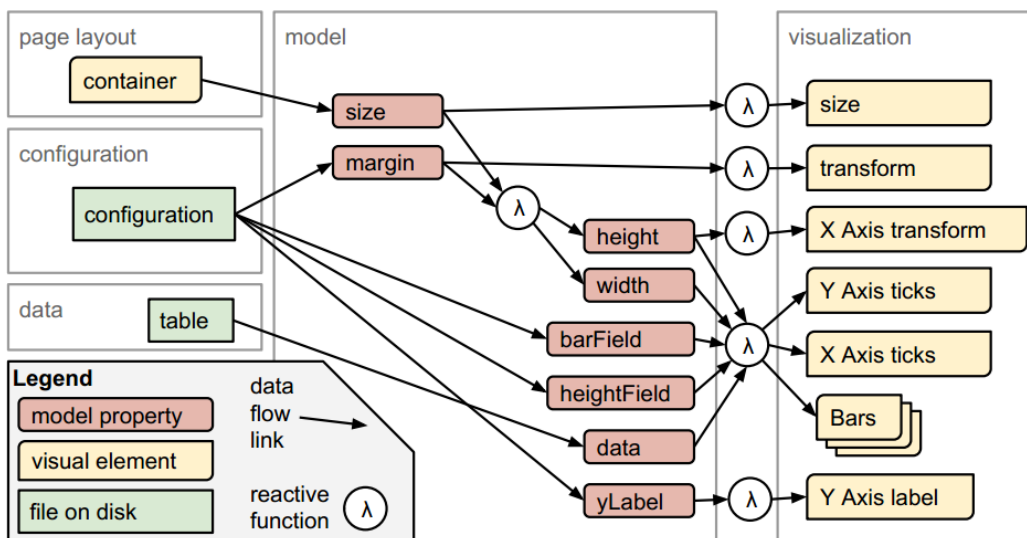 page layout
container
configuration
configuration
data
table
model
size
margin
λ
height
width
barField
heightField
data
yLabel
λ
λ
λ
λ
λ
visualization
size
transform
X Axis transform
Y Axis ticks
X Axis ticks
Bars
Y Axis label
Legend
model property
visual element
file on disk
data
flow
link
reactive
function
λ